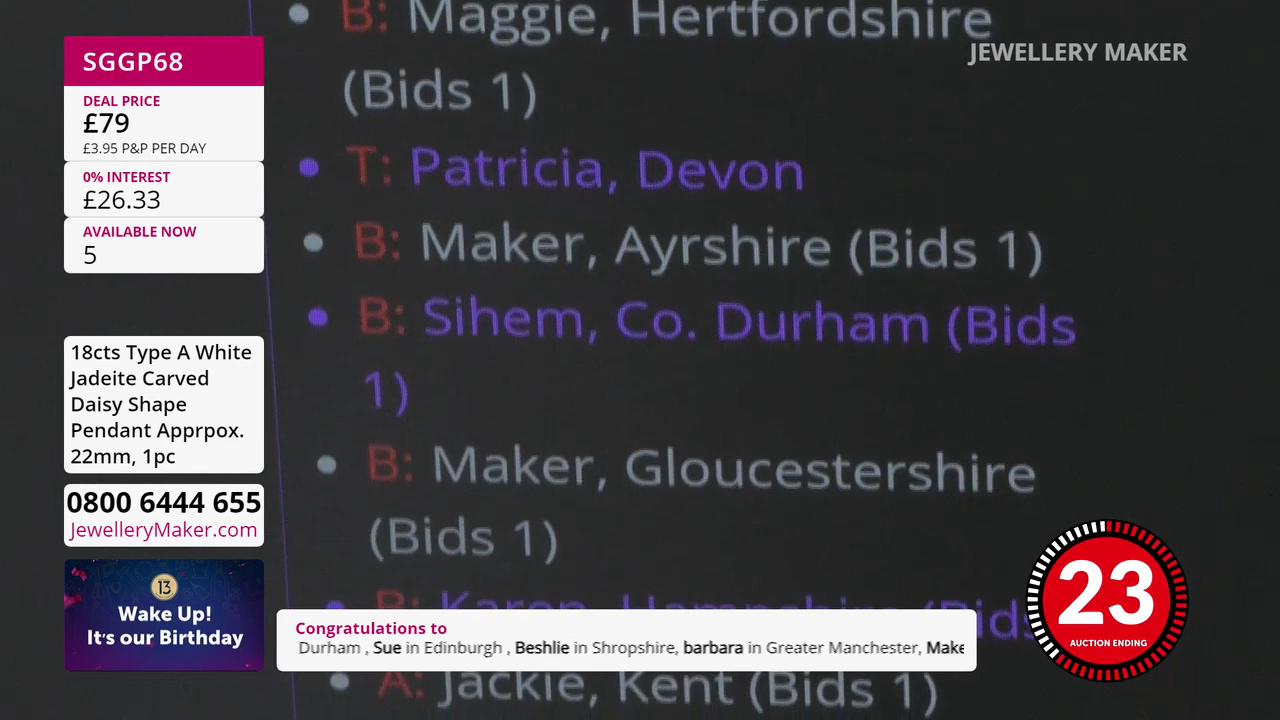 SGGP68
DEAL PRICE
£79
£3.95 P&P PER DAY
0% INTEREST
£26.33
AVAILABLE NOW
5
18cts Type A White
Jadeite Carved
Daisy Shape
Pendant Apprpox.
22mm, 1pc
0800 6444 655
JewelleryMaker.com
13
Wake Up!
It's our Birthday
JEWELLERY MAKER
B: Maggie, Hertfordshire
(Bids 1)
T: Patricia, Devon
B: Maker, Ayrshire (Bids 1)
B: Sihem, Co. Durham (Bids
1)
B: Maker, Gloucestershire
(Bids 1)
B: Karen, Hampshire (Bids
A: Jackie, Kent (Bids 1)
Congratulations to
Durham , Sue in Edinburgh , Beshlie in Shropshire, barbara in Greater Manchester, Make
23
AUCTION ENDING